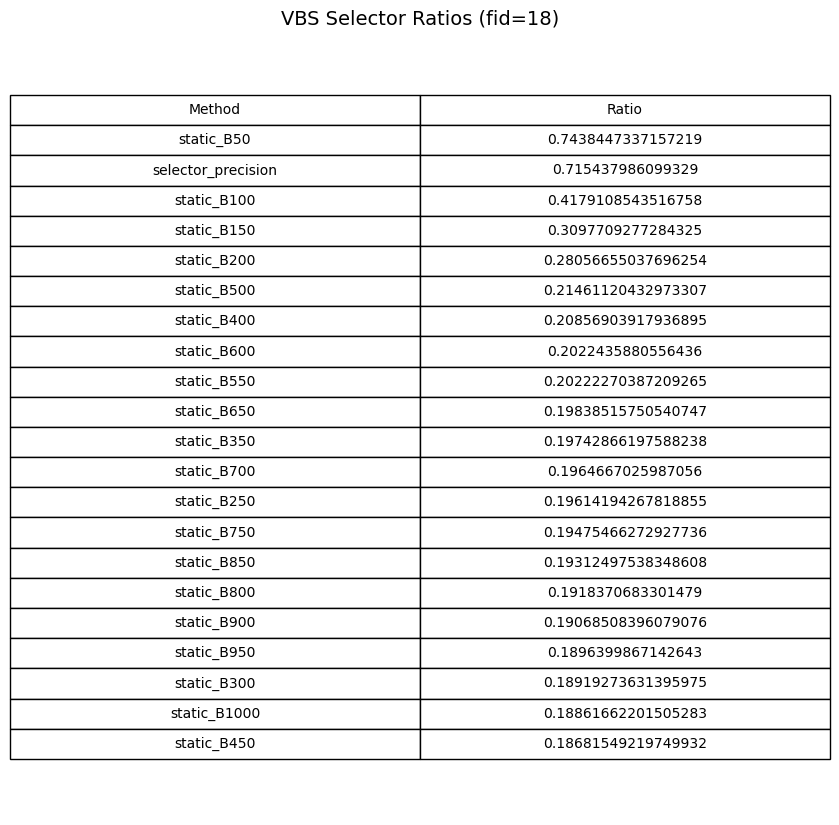 VBS Selector Ratios (fid=18)
Method Ratio
static_B50 0.7438447337157219
selector_precision 0.715437986099329
static_B100 0.4179108543516758
static_B150 0.3097709277284325
static_B200 0.28056655037696254
static_B500 0.21461120432973307
static_B400 0.20856903917936895
static_B600 0.2022435880556436
static_B550 0.20222270387209265
static_B650 0.19838515750540747
static_B350 0.19742866197588238
static_B700 0.1964667025987056
static_B250 0.19614194267818855
static_B750 0.19475466272927736
static_B850 0.19312497538348608
static_B800 0.1918370683301479
static_B900 0.19068508396079076
static_B950 0.1896399867142643
static_B300 0.18919273631395975
static_B1000 0.18861662201505283
static_B450 0.18681549219749932